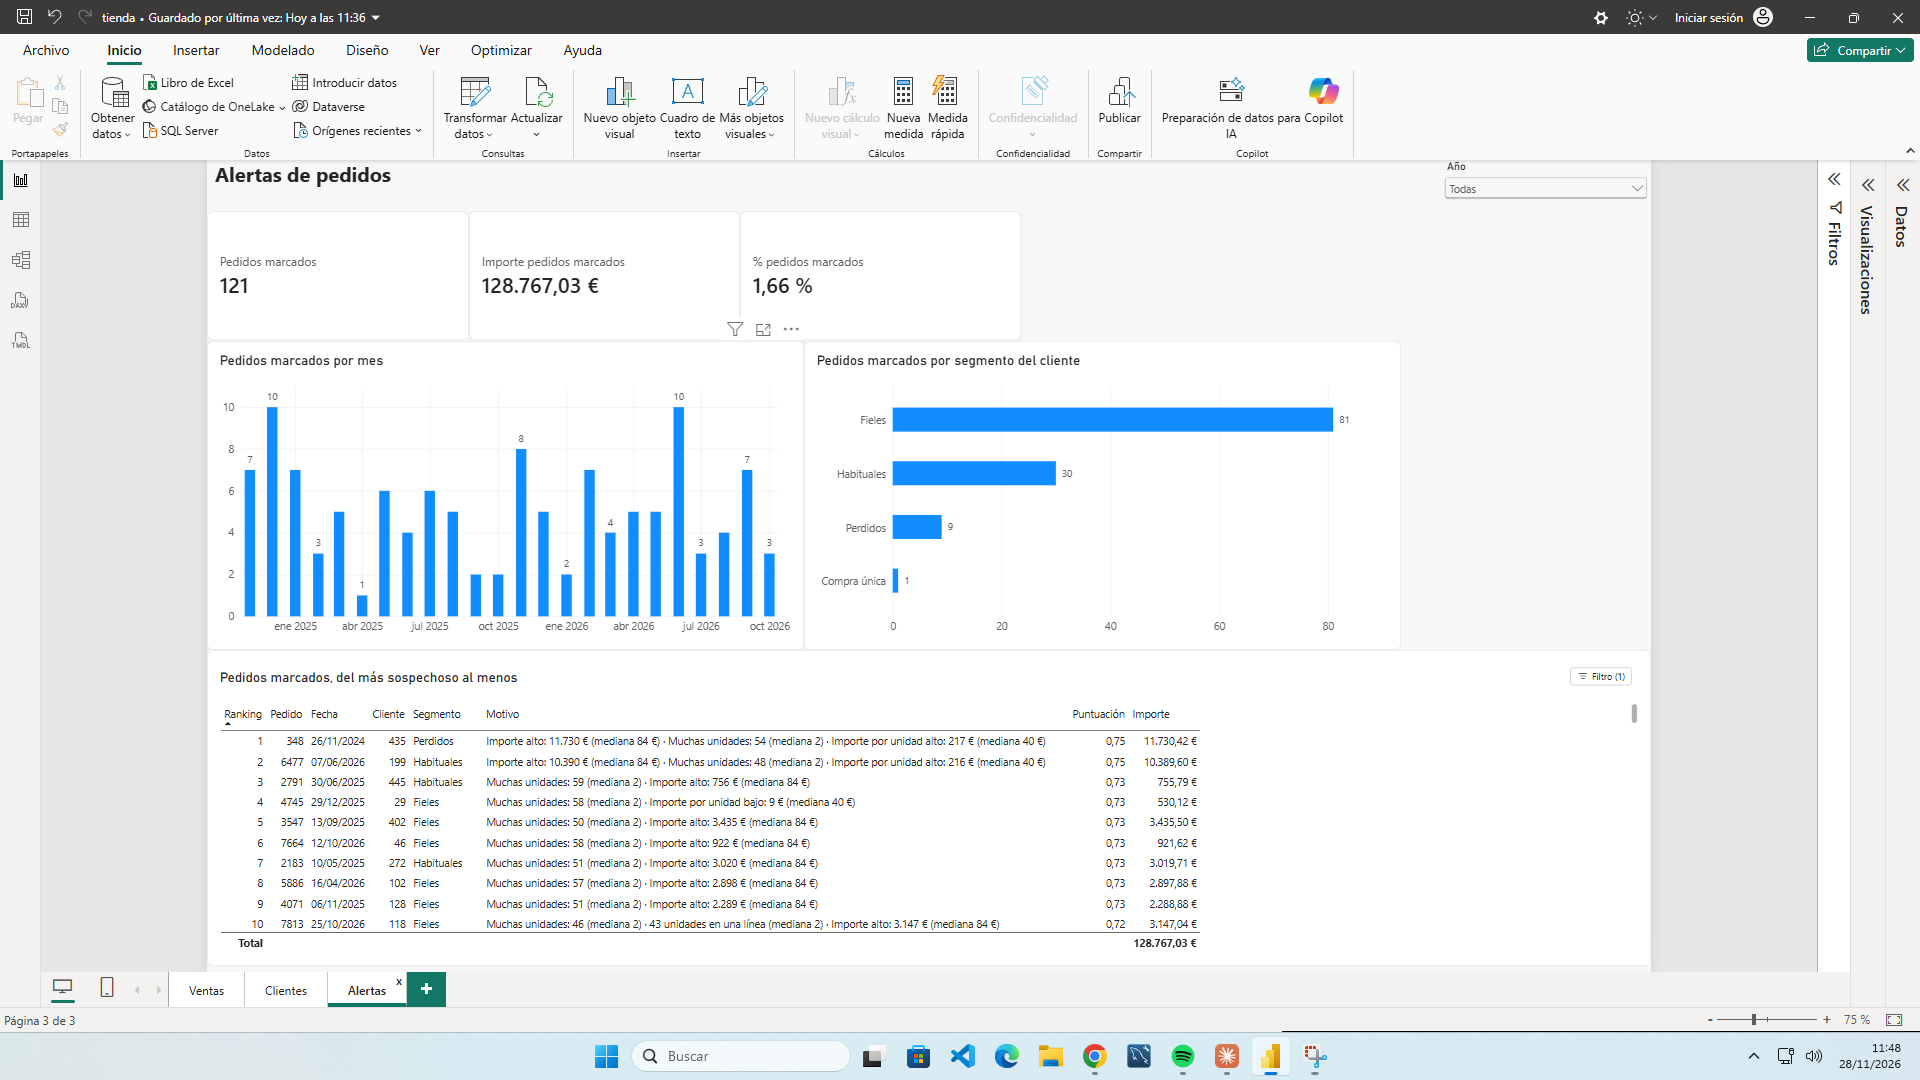 tienda • Guardado por última vez: Hoy a las 11:36
Iniciar sesión
Archivo Inicio Insertar Modelado Diseño Ver Optimizar Ayuda
Compartir
Pegar
Portapapeles
Obtener datos
Libro de Excel
Catálogo de OneLake
SQL Server
Introducir datos
Dataverse
Orígenes recientes
Datos
Transformar datos
Actualizar
Consultas
Nuevo objeto visual
Cuadro de texto
Más objetos visuales
Insertar
Nuevo cálculo visual
Nueva medida
Medida rápida
Cálculos
Confidencialidad
Confidencialidad
Publicar
Compartir
Preparación de datos para IA
Copilot
Copilot
DAX
TMDL
Alertas de pedidos
Año
Todas
Filtros
Visualizaciones
Datos
Pedidos marcados
121
Importe pedidos marcados
128.767,03 €
% pedidos marcados
1,66 %
Pedidos marcados por mes
10
8
6
4
2
0
7 10 3 1 8 2 4 10 3 7 3
ene 2025 abr 2025 jul 2025 oct 2025 ene 2026 abr 2026 jul 2026 oct 2026
Pedidos marcados por segmento del cliente
Fieles 81
Habituales 30
Perdidos 9
Compra única 1
0 20 40 60 80
Pedidos marcados, del más sospechoso al menos
Filtro (1)
Ranking Pedido Fecha Cliente Segmento Motivo Puntuación Importe
1 348 26/11/2024 435 Perdidos Importe alto: 11.730 € (mediana 84 €) · Muchas unidades: 54 (mediana 2) · Importe por unidad alto: 217 € (mediana 40 €) 0,75 11.730,42 €
2 6477 07/06/2026 199 Habituales Importe alto: 10.390 € (mediana 84 €) · Muchas unidades: 48 (mediana 2) · Importe por unidad alto: 216 € (mediana 40 €) 0,75 10.389,60 €
3 2791 30/06/2025 445 Habituales Muchas unidades: 59 (mediana 2) · Importe alto: 756 € (mediana 84 €) 0,73 755,79 €
4 4745 29/12/2025 29 Fieles Muchas unidades: 58 (mediana 2) · Importe por unidad bajo: 9 € (mediana 40 €) 0,73 530,12 €
5 3547 13/09/2025 402 Fieles Muchas unidades: 50 (mediana 2) · Importe alto: 3.435 € (mediana 84 €) 0,73 3.435,50 €
6 7664 12/10/2026 46 Fieles Muchas unidades: 58 (mediana 2) · Importe alto: 922 € (mediana 84 €) 0,73 921,62 €
7 2183 10/05/2025 272 Habituales Muchas unidades: 51 (mediana 2) · Importe alto: 3.020 € (mediana 84 €) 0,73 3.019,71 €
8 5886 16/04/2026 102 Fieles Muchas unidades: 57 (mediana 2) · Importe alto: 2.898 € (mediana 84 €) 0,73 2.897,88 €
9 4071 06/11/2025 128 Fieles Muchas unidades: 51 (mediana 2) · Importe alto: 2.289 € (mediana 84 €) 0,73 2.288,88 €
10 7813 25/10/2026 118 Fieles Muchas unidades: 46 (mediana 2) · 43 unidades en una línea (mediana 2) · Importe alto: 3.147 € (mediana 84 €) 0,72 3.147,04 €
Total 128.767,03 €
Ventas Clientes Alertas x +
Página 3 de 3
- + 75 %
Buscar
11:48
28/11/2026